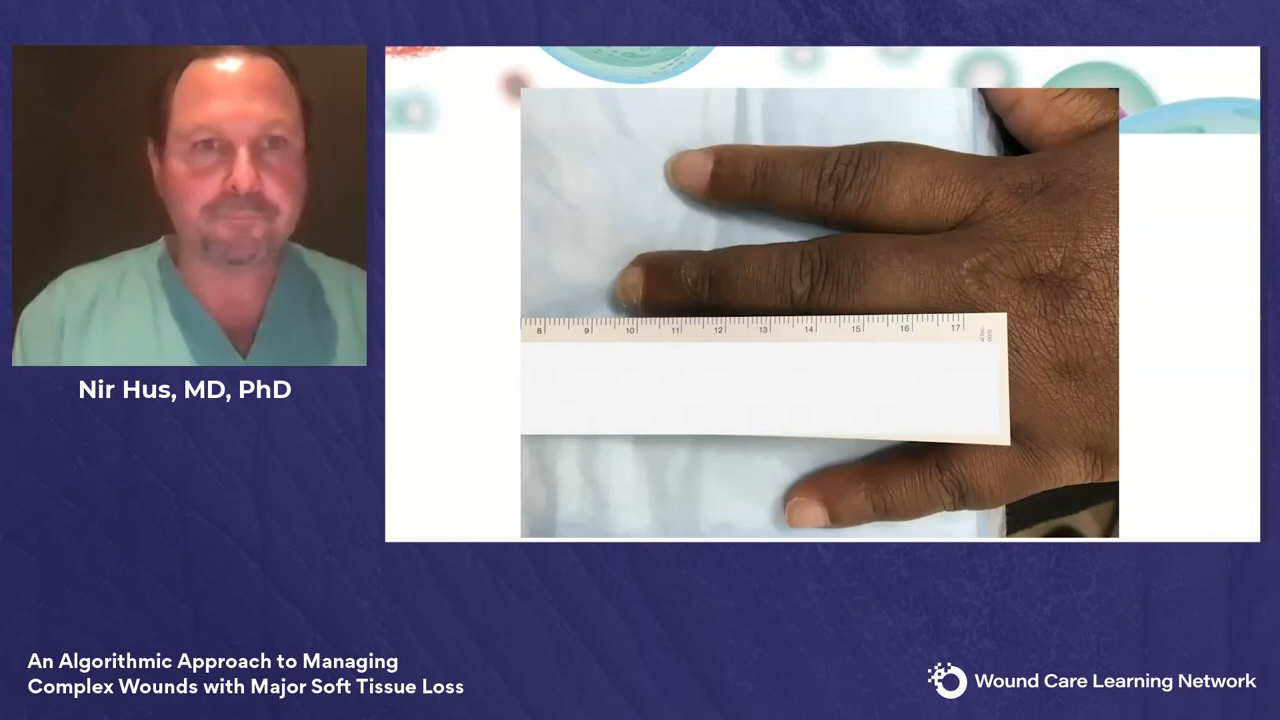 8 9 10 11 12 13 14 15 16 17
Nir Hus, MD, PhD
An Algorithmic Approach to Managing
Complex Wounds with Major Soft Tissue Loss
Wound Care Learning Network